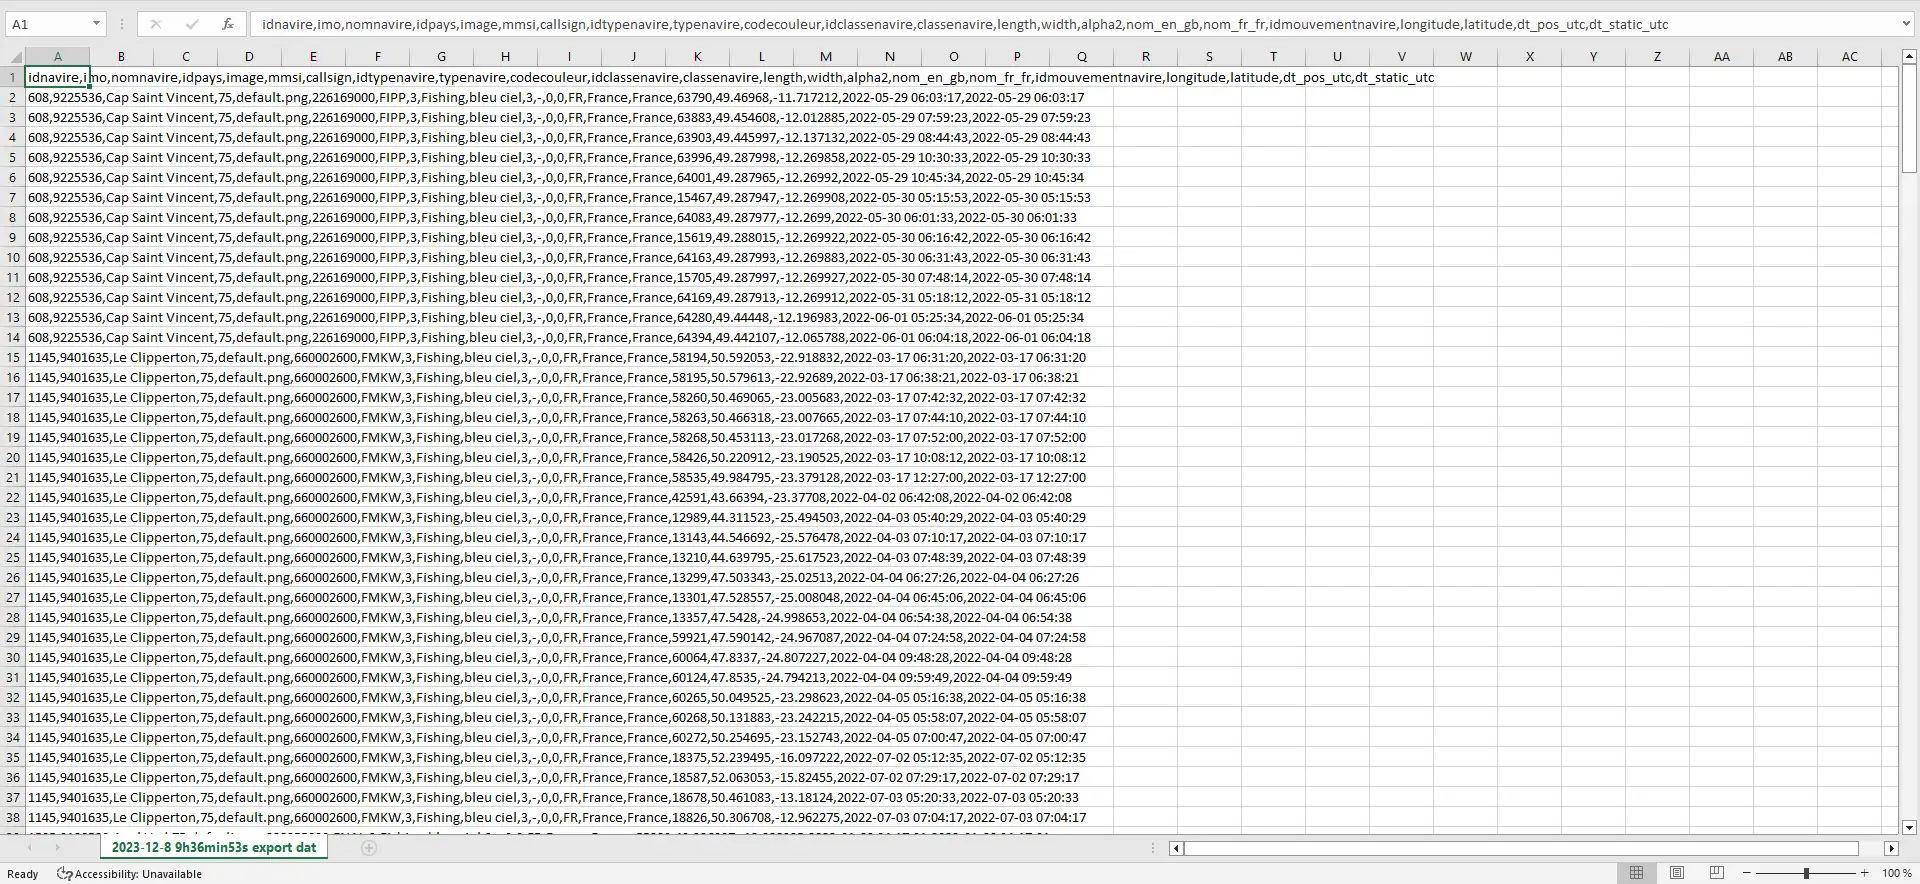 A1
fx
idnavire,imo,nomnavire,idpays,image,mmsi,callsign,idtypenavire,typenavire,codecouleur,idclassenavire,classenavire,length,width,alpha2,nom_en_gb,nom_fr_fr,idmouvementnavire,longitude,latitude,dt_pos_utc,dt_static_utc
A B C D E F G H I J K L M N O P Q R S T U V W X Y Z AA AB AC
1 idnavire,imo,nomnavire,idpays,image,mmsi,callsign,idtypenavire,typenavire,codecouleur,idclassenavire,classenavire,length,width,alpha2,nom_en_gb,nom_fr_fr,idmouvementnavire,longitude,latitude,dt_pos_utc,dt_static_utc
2 608,9225536,Cap Saint Vincent,75,default.png,226169000,FIPP,3,Fishing,bleu ciel,3,-,0,0,FR,France,France,63790,49.46968,-11.717212,2022-05-29 06:03:17,2022-05-29 06:03:17
3 608,9225536,Cap Saint Vincent,75,default.png,226169000,FIPP,3,Fishing,bleu ciel,3,-,0,0,FR,France,France,63883,49.454608,-12.012885,2022-05-29 07:59:23,2022-05-29 07:59:23
4 608,9225536,Cap Saint Vincent,75,default.png,226169000,FIPP,3,Fishing,bleu ciel,3,-,0,0,FR,France,France,63903,49.445997,-12.137132,2022-05-29 08:44:43,2022-05-29 08:44:43
5 608,9225536,Cap Saint Vincent,75,default.png,226169000,FIPP,3,Fishing,bleu ciel,3,-,0,0,FR,France,France,63996,49.287998,-12.269858,2022-05-29 10:30:33,2022-05-29 10:30:33
6 608,9225536,Cap Saint Vincent,75,default.png,226169000,FIPP,3,Fishing,bleu ciel,3,-,0,0,FR,France,France,64001,49.287965,-12.26992,2022-05-29 10:45:34,2022-05-29 10:45:34
7 608,9225536,Cap Saint Vincent,75,default.png,226169000,FIPP,3,Fishing,bleu ciel,3,-,0,0,FR,France,France,15467,49.287947,-12.269908,2022-05-30 05:15:53,2022-05-30 05:15:53
8 608,9225536,Cap Saint Vincent,75,default.png,226169000,FIPP,3,Fishing,bleu ciel,3,-,0,0,FR,France,France,64083,49.287977,-12.2699,2022-05-30 06:01:33,2022-05-30 06:01:33
9 608,9225536,Cap Saint Vincent,75,default.png,226169000,FIPP,3,Fishing,bleu ciel,3,-,0,0,FR,France,France,15619,49.288015,-12.269922,2022-05-30 06:16:42,2022-05-30 06:16:42
10 608,9225536,Cap Saint Vincent,75,default.png,226169000,FIPP,3,Fishing,bleu ciel,3,-,0,0,FR,France,France,64163,49.287993,-12.269883,2022-05-30 06:31:43,2022-05-30 06:31:43
11 608,9225536,Cap Saint Vincent,75,default.png,226169000,FIPP,3,Fishing,bleu ciel,3,-,0,0,FR,France,France,15705,49.287997,-12.269927,2022-05-30 07:48:14,2022-05-30 07:48:14
12 608,9225536,Cap Saint Vincent,75,default.png,226169000,FIPP,3,Fishing,bleu ciel,3,-,0,0,FR,France,France,64169,49.287913,-12.269912,2022-05-31 05:18:12,2022-05-31 05:18:12
13 608,9225536,Cap Saint Vincent,75,default.png,226169000,FIPP,3,Fishing,bleu ciel,3,-,0,0,FR,France,France,64280,49.44448,-12.196983,2022-06-01 05:25:34,2022-06-01 05:25:34
14 608,9225536,Cap Saint Vincent,75,default.png,226169000,FIPP,3,Fishing,bleu ciel,3,-,0,0,FR,France,France,64394,49.442107,-12.065788,2022-06-01 06:04:18,2022-06-01 06:04:18
15 1145,9401635,Le Clipperton,75,default.png,660002600,FMKW,3,Fishing,bleu ciel,3,-,0,0,FR,France,France,58194,50.592053,-22.918832,2022-03-17 06:31:20,2022-03-17 06:31:20
16 1145,9401635,Le Clipperton,75,default.png,660002600,FMKW,3,Fishing,bleu ciel,3,-,0,0,FR,France,France,58195,50.579613,-22.92689,2022-03-17 06:38:21,2022-03-17 06:38:21
17 1145,9401635,Le Clipperton,75,default.png,660002600,FMKW,3,Fishing,bleu ciel,3,-,0,0,FR,France,France,58260,50.469065,-23.005683,2022-03-17 07:42:32,2022-03-17 07:42:32
18 1145,9401635,Le Clipperton,75,default.png,660002600,FMKW,3,Fishing,bleu ciel,3,-,0,0,FR,France,France,58263,50.466318,-23.007665,2022-03-17 07:44:10,2022-03-17 07:44:10
19 1145,9401635,Le Clipperton,75,default.png,660002600,FMKW,3,Fishing,bleu ciel,3,-,0,0,FR,France,France,58268,50.453113,-23.017268,2022-03-17 07:52:00,2022-03-17 07:52:00
20 1145,9401635,Le Clipperton,75,default.png,660002600,FMKW,3,Fishing,bleu ciel,3,-,0,0,FR,France,France,58426,50.220912,-23.190525,2022-03-17 10:08:12,2022-03-17 10:08:12
21 1145,9401635,Le Clipperton,75,default.png,660002600,FMKW,3,Fishing,bleu ciel,3,-,0,0,FR,France,France,58535,49.984795,-23.379128,2022-03-17 12:27:00,2022-03-17 12:27:00
22 1145,9401635,Le Clipperton,75,default.png,660002600,FMKW,3,Fishing,bleu ciel,3,-,0,0,FR,France,France,42591,43.66394,-23.37708,2022-04-02 06:42:08,2022-04-02 06:42:08
23 1145,9401635,Le Clipperton,75,default.png,660002600,FMKW,3,Fishing,bleu ciel,3,-,0,0,FR,France,France,12989,44.311523,-25.494503,2022-04-03 05:40:29,2022-04-03 05:40:29
24 1145,9401635,Le Clipperton,75,default.png,660002600,FMKW,3,Fishing,bleu ciel,3,-,0,0,FR,France,France,13143,44.546692,-25.576478,2022-04-03 07:10:17,2022-04-03 07:10:17
25 1145,9401635,Le Clipperton,75,default.png,660002600,FMKW,3,Fishing,bleu ciel,3,-,0,0,FR,France,France,13210,44.639795,-25.617523,2022-04-03 07:48:39,2022-04-03 07:48:39
26 1145,9401635,Le Clipperton,75,default.png,660002600,FMKW,3,Fishing,bleu ciel,3,-,0,0,FR,France,France,13299,47.503343,-25.02513,2022-04-04 06:27:26,2022-04-04 06:27:26
27 1145,9401635,Le Clipperton,75,default.png,660002600,FMKW,3,Fishing,bleu ciel,3,-,0,0,FR,France,France,13301,47.528557,-25.008048,2022-04-04 06:45:06,2022-04-04 06:45:06
28 1145,9401635,Le Clipperton,75,default.png,660002600,FMKW,3,Fishing,bleu ciel,3,-,0,0,FR,France,France,13357,47.5428,-24.998653,2022-04-04 06:54:38,2022-04-04 06:54:38
29 1145,9401635,Le Clipperton,75,default.png,660002600,FMKW,3,Fishing,bleu ciel,3,-,0,0,FR,France,France,59921,47.590142,-24.967087,2022-04-04 07:24:58,2022-04-04 07:24:58
30 1145,9401635,Le Clipperton,75,default.png,660002600,FMKW,3,Fishing,bleu ciel,3,-,0,0,FR,France,France,60064,47.8337,-24.807227,2022-04-04 09:48:28,2022-04-04 09:48:28
31 1145,9401635,Le Clipperton,75,default.png,660002600,FMKW,3,Fishing,bleu ciel,3,-,0,0,FR,France,France,60124,47.8535,-24.794213,2022-04-04 09:59:49,2022-04-04 09:59:49
32 1145,9401635,Le Clipperton,75,default.png,660002600,FMKW,3,Fishing,bleu ciel,3,-,0,0,FR,France,France,60265,50.049525,-23.298623,2022-04-05 05:16:38,2022-04-05 05:16:38
33 1145,9401635,Le Clipperton,75,default.png,660002600,FMKW,3,Fishing,bleu ciel,3,-,0,0,FR,France,France,60268,50.131883,-23.242215,2022-04-05 05:58:07,2022-04-05 05:58:07
34 1145,9401635,Le Clipperton,75,default.png,660002600,FMKW,3,Fishing,bleu ciel,3,-,0,0,FR,France,France,60272,50.254695,-23.152743,2022-04-05 07:00:47,2022-04-05 07:00:47
35 1145,9401635,Le Clipperton,75,default.png,660002600,FMKW,3,Fishing,bleu ciel,3,-,0,0,FR,France,France,18375,52.239495,-16.097222,2022-07-02 05:12:35,2022-07-02 05:12:35
36 1145,9401635,Le Clipperton,75,default.png,660002600,FMKW,3,Fishing,bleu ciel,3,-,0,0,FR,France,France,18587,52.063053,-15.82455,2022-07-02 07:29:17,2022-07-02 07:29:17
37 1145,9401635,Le Clipperton,75,default.png,660002600,FMKW,3,Fishing,bleu ciel,3,-,0,0,FR,France,France,18678,50.461083,-13.18124,2022-07-03 05:20:33,2022-07-03 05:20:33
38 1145,9401635,Le Clipperton,75,default.png,660002600,FMKW,3,Fishing,bleu ciel,3,-,0,0,FR,France,France,18826,50.306708,-12.962275,2022-07-03 07:04:17,2022-07-03 07:04:17
2023-12-8 9h36min53s export dat
Ready Accessibility: Unavailable 100 %